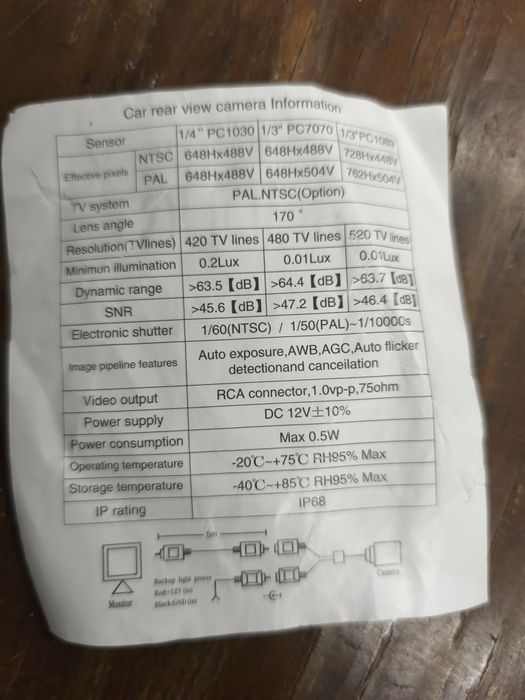 Car rear view camera Information
Sensor 1/4" PC1030 1/3" PC7070 1/3"PC1089
Effective pixels NTSC 648Hx488V 648Hx488V 728Hx448V
PAL 648Hx488V 648Hx504V 762Hx504V
TV system PAL.NTSC(Option)
Lens angle 170 °
Resolution(TVlines) 420 TV lines 480 TV lines 520 TV lines
Minimun illumination 0.2Lux 0.01Lux 0.01Lux
Dynamic range >63.5【dB】 >64.4【dB】 >63.7【dB】
SNR >45.6【dB】 >47.2【dB】 >46.4【dB】
Electronic shutter 1/60(NTSC) / 1/50(PAL)~1/10000s
Image pipeline features Auto exposure,AWB,AGC,Auto flicker
detectionand canceilation
Video output RCA connector,1.0vp-p,75ohm
Power supply DC 12V±10%
Power consumption Max 0.5W
Operating temperature -20℃~+75℃ RH95% Max
Storage temperature -40℃~+85℃ RH95% Max
IP rating IP68
5m
Backup light power
Red:+12V (in)
Black:GND (in)
Monitor
Camera